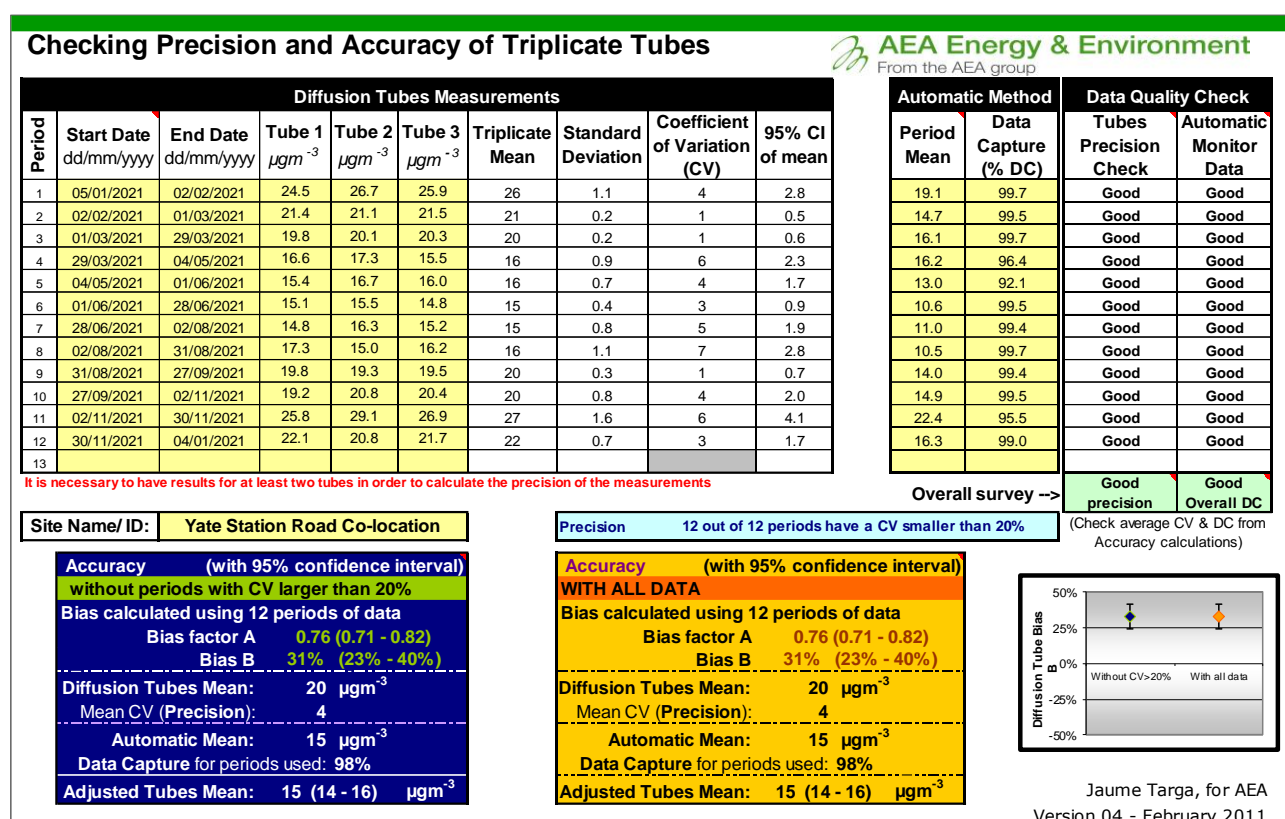 Checking Precision and Accuracy of Triplicate Tubes
AEA Energy & Environment
From the AEA group
Diffusion Tubes Measurements
Automatic Method
Data Quality Check
Period
Start Date dd/mm/yyyy
End Date dd/mm/yyyy
Tube 1 µgm-3
Tube 2 µgm-3
Tube 3 µgm-3
Triplicate Mean
Standard Deviation
Coefficient of Variation (CV)
95% CI of mean
Period Mean
Data Capture (% DC)
Tubes Precision Check
Automatic Monitor Data
1 05/01/2021 02/02/2021 24.5 26.7 25.9 26 1.1 4 2.8 19.1 99.7 Good Good
2 02/02/2021 01/03/2021 21.4 21.1 21.5 21 0.2 1 0.5 14.7 99.5 Good Good
3 01/03/2021 29/03/2021 19.8 20.1 20.3 20 0.2 1 0.6 16.1 99.7 Good Good
4 29/03/2021 04/05/2021 16.6 17.3 15.5 16 0.9 6 2.3 16.2 96.4 Good Good
5 04/05/2021 01/06/2021 15.4 16.7 16.0 16 0.7 4 1.7 13.0 92.1 Good Good
6 01/06/2021 28/06/2021 15.1 15.5 14.8 15 0.4 3 0.9 10.6 99.5 Good Good
7 28/06/2021 02/08/2021 14.8 16.3 15.2 15 0.8 5 1.9 11.0 99.4 Good Good
8 02/08/2021 31/08/2021 17.3 15.0 16.2 16 1.1 7 2.8 10.5 99.7 Good Good
9 31/08/2021 27/09/2021 19.8 19.3 19.5 20 0.3 1 0.7 14.0 99.4 Good Good
10 27/09/2021 02/11/2021 19.2 20.8 20.4 20 0.8 4 2.0 14.9 99.5 Good Good
11 02/11/2021 30/11/2021 25.8 29.1 26.9 27 1.6 6 4.1 22.4 95.5 Good Good
12 30/11/2021 04/01/2021 22.1 20.8 21.7 22 0.7 3 1.7 16.3 99.0 Good Good
13
It is necessary to have results for at least two tubes in order to calculate the precision of the measurements
Overall survey -->
Good precision
Good Overall DC
Site Name/ ID: Yate Station Road Co-location
Precision 12 out of 12 periods have a CV smaller than 20%
(Check average CV & DC from
Accuracy calculations)
Accuracy (with 95% confidence interval)
without periods with CV larger than 20%
Bias calculated using 12 periods of data
Bias factor A 0.76 (0.71 - 0.82)
Bias B 31% (23% - 40%)
Diffusion Tubes Mean: 20 µgm-3
Mean CV (Precision): 4
Automatic Mean: 15 µgm-3
Data Capture for periods used: 98%
Adjusted Tubes Mean: 15 (14 - 16) µgm-3
Accuracy (with 95% confidence interval)
WITH ALL DATA
Bias calculated using 12 periods of data
Bias factor A 0.76 (0.71 - 0.82)
Bias B 31% (23% - 40%)
Diffusion Tubes Mean: 20 µgm-3
Mean CV (Precision): 4
Automatic Mean: 15 µgm-3
Data Capture for periods used: 98%
Adjusted Tubes Mean: 15 (14 - 16) µgm-3
Diffusion Tube Bias B
50%
25%
0%
-25%
-50%
Without CV>20%
With all data
Jaume Targa, for AEA
Version 04 - February 2011